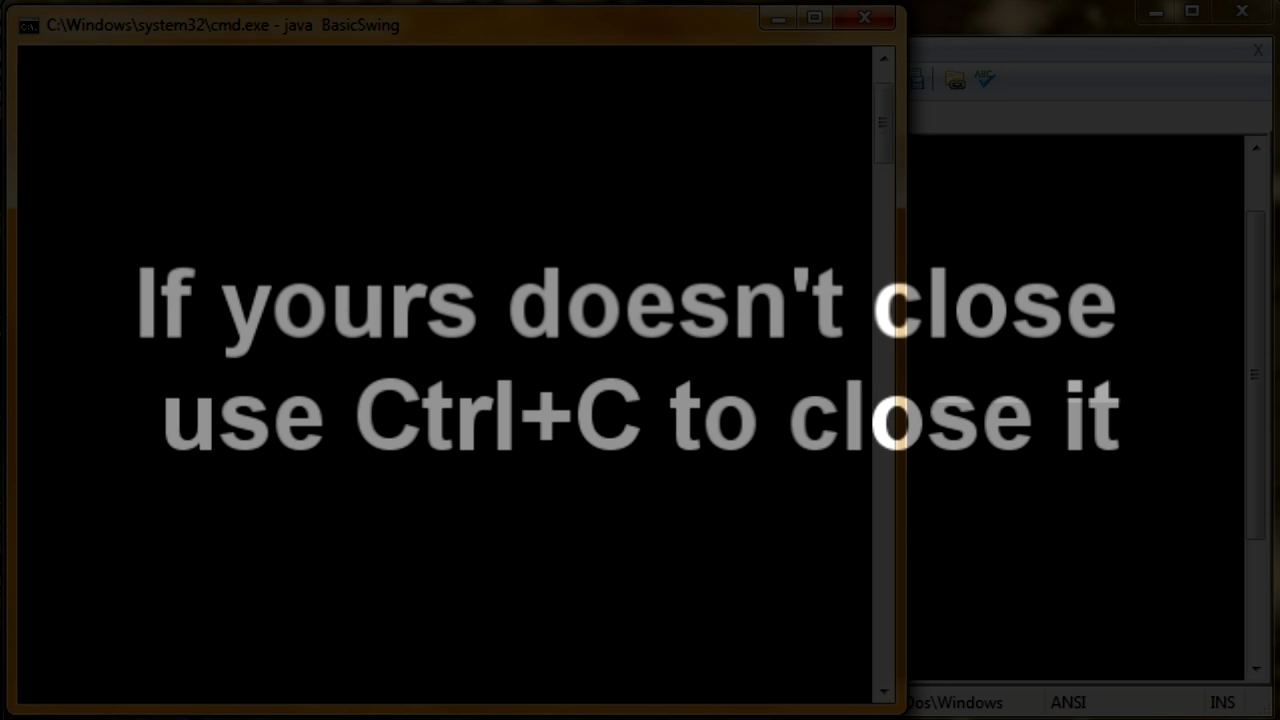 C:\Windows\system32\cmd.exe - java  BasicSwing
If yours doesn't close
use Ctrl+C to close it
Dos\Windows
ANSI
INS